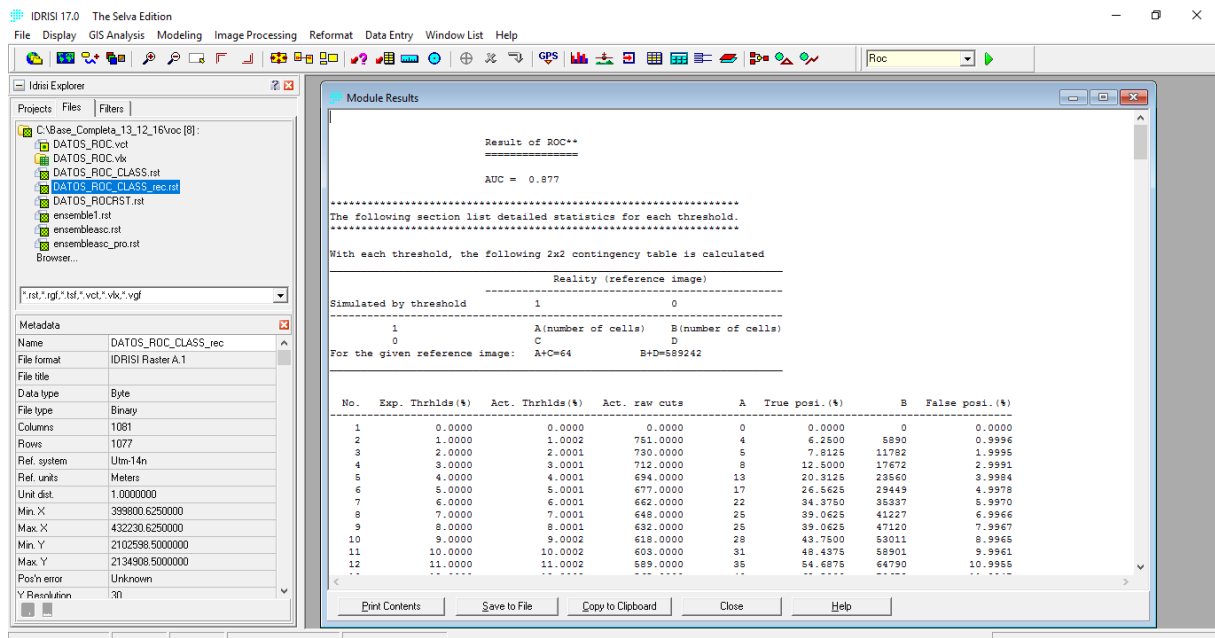 IDRISI 17.0 The Selva Edition
File Display GIS Analysis Modeling Image Processing Reformat Data Entry Window List Help
GPS
Roc
Idrisi Explorer
Projects Files Filters
C:\Base_Completa_13_12_16\roc [8] :
DATOS_ROC.vct
DATOS_ROC.vlx
DATOS_ROC_CLASS.rst
DATOS_ROC_CLASS_rec.rst
DATOS_ROCRST.rst
ensemble1.rst
ensembleasc.rst
ensembleasc_pro.rst
Browser...
*.rst,*.rgf,*.tsf,*.vct,*.vlx,*.vgf
Metadata
Name DATOS_ROC_CLASS_rec
File format IDRISI Raster A.1
File title
Data type Byte
File type Binary
Columns 1081
Rows 1077
Ref. system Utm-14n
Ref. units Meters
Unit dist. 1.0000000
Min. X 399800.6250000
Max. X 432230.6250000
Min. Y 2102598.5000000
Max. Y 2134908.5000000
Pos'n error Unknown
Y Resolution 30
Module Results
Result of ROC**
===============
AUC = 0.877
********************************************************************
The following section list detailed statistics for each threshold.
********************************************************************
With each threshold, the following 2x2 contingency table is calculated
Reality (reference image)
Simulated by threshold 1 0
1 A(number of cells) B(number of cells)
0 C D
For the given reference image: A+C=64 B+D=589242
No. Exp. Thrhlds(%) Act. Thrhlds(%) Act. raw cuts A True posi.(%) B False posi.(%)
1 0.0000 0.0000 0.0000 0 0.0000 0 0.0000
2 1.0000 1.0002 751.0000 4 6.2500 5890 0.9996
3 2.0000 2.0001 730.0000 5 7.8125 11782 1.9995
4 3.0000 3.0001 712.0000 8 12.5000 17672 2.9991
5 4.0000 4.0001 694.0000 13 20.3125 23560 3.9984
6 5.0000 5.0001 677.0000 17 26.5625 29449 4.9978
7 6.0000 6.0001 662.0000 22 34.3750 35337 5.9970
8 7.0000 7.0001 648.0000 25 39.0625 41227 6.9966
9 8.0000 8.0001 632.0000 25 39.0625 47120 7.9967
10 9.0000 9.0002 618.0000 28 43.7500 53011 8.9965
11 10.0000 10.0002 603.0000 31 48.4375 58901 9.9961
12 11.0000 11.0002 589.0000 35 54.6875 64790 10.9955
Print Contents Save to File Copy to Clipboard Close Help